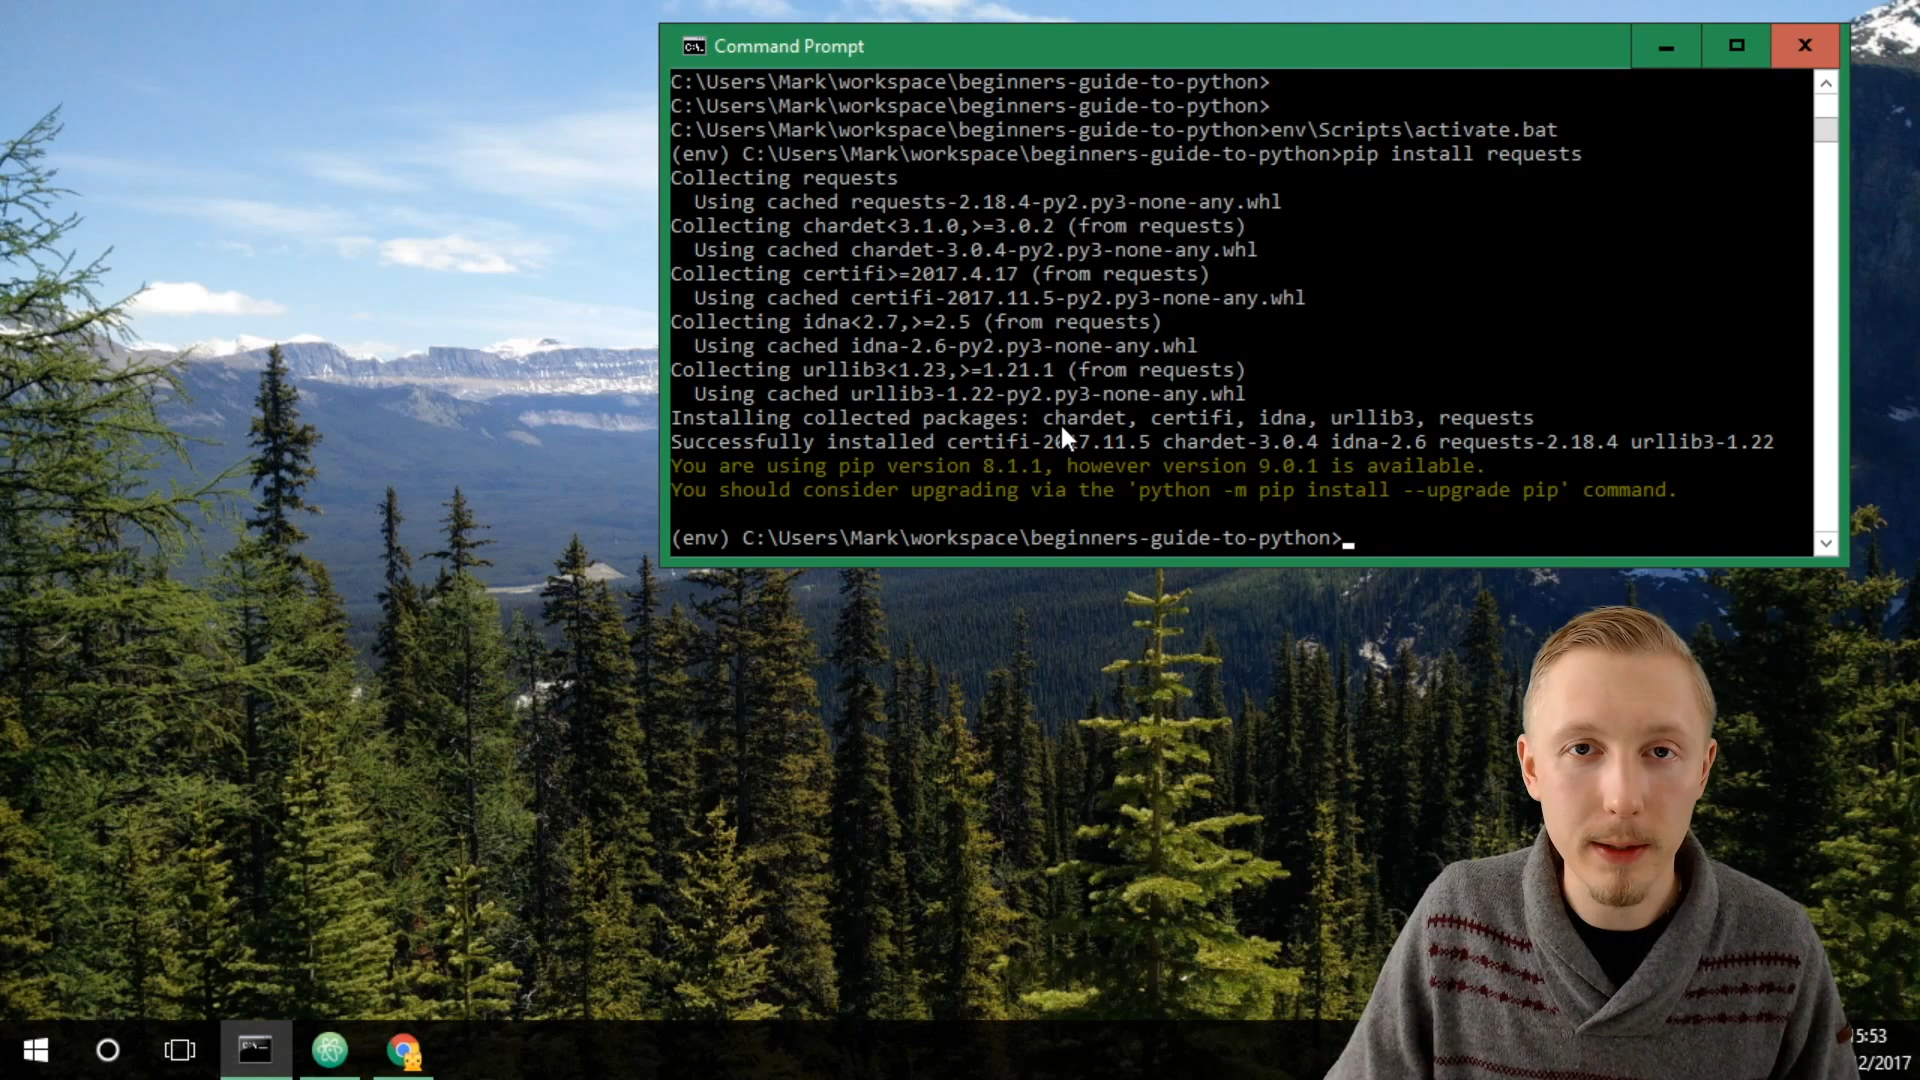 Command Prompt
C:\Users\Mark\workspace\beginners-guide-to-python>
C:\Users\Mark\workspace\beginners-guide-to-python>
C:\Users\Mark\workspace\beginners-guide-to-python>env\Scripts\activate.bat
(env) C:\Users\Mark\workspace\beginners-guide-to-python>pip install requests
Collecting requests
Using cached requests-2.18.4-py2.py3-none-any.whl
Collecting chardet<3.1.0,>=3.0.2 (from requests)
Using cached chardet-3.0.4-py2.py3-none-any.whl
Collecting certifi>=2017.4.17 (from requests)
Using cached certifi-2017.11.5-py2.py3-none-any.whl
Collecting idna<2.7,>=2.5 (from requests)
Using cached idna-2.6-py2.py3-none-any.whl
Collecting urllib3<1.23,>=1.21.1 (from requests)
Using cached urllib3-1.22-py2.py3-none-any.whl
Installing collected packages: chardet, certifi, idna, urllib3, requests
Successfully installed certifi-2017.11.5 chardet-3.0.4 idna-2.6 requests-2.18.4 urllib3-1.22
You are using pip version 8.1.1, however version 9.0.1 is available.
You should consider upgrading via the 'python -m pip install --upgrade pip' command.
(env) C:\Users\Mark\workspace\beginners-guide-to-python>
5:53
2/2017